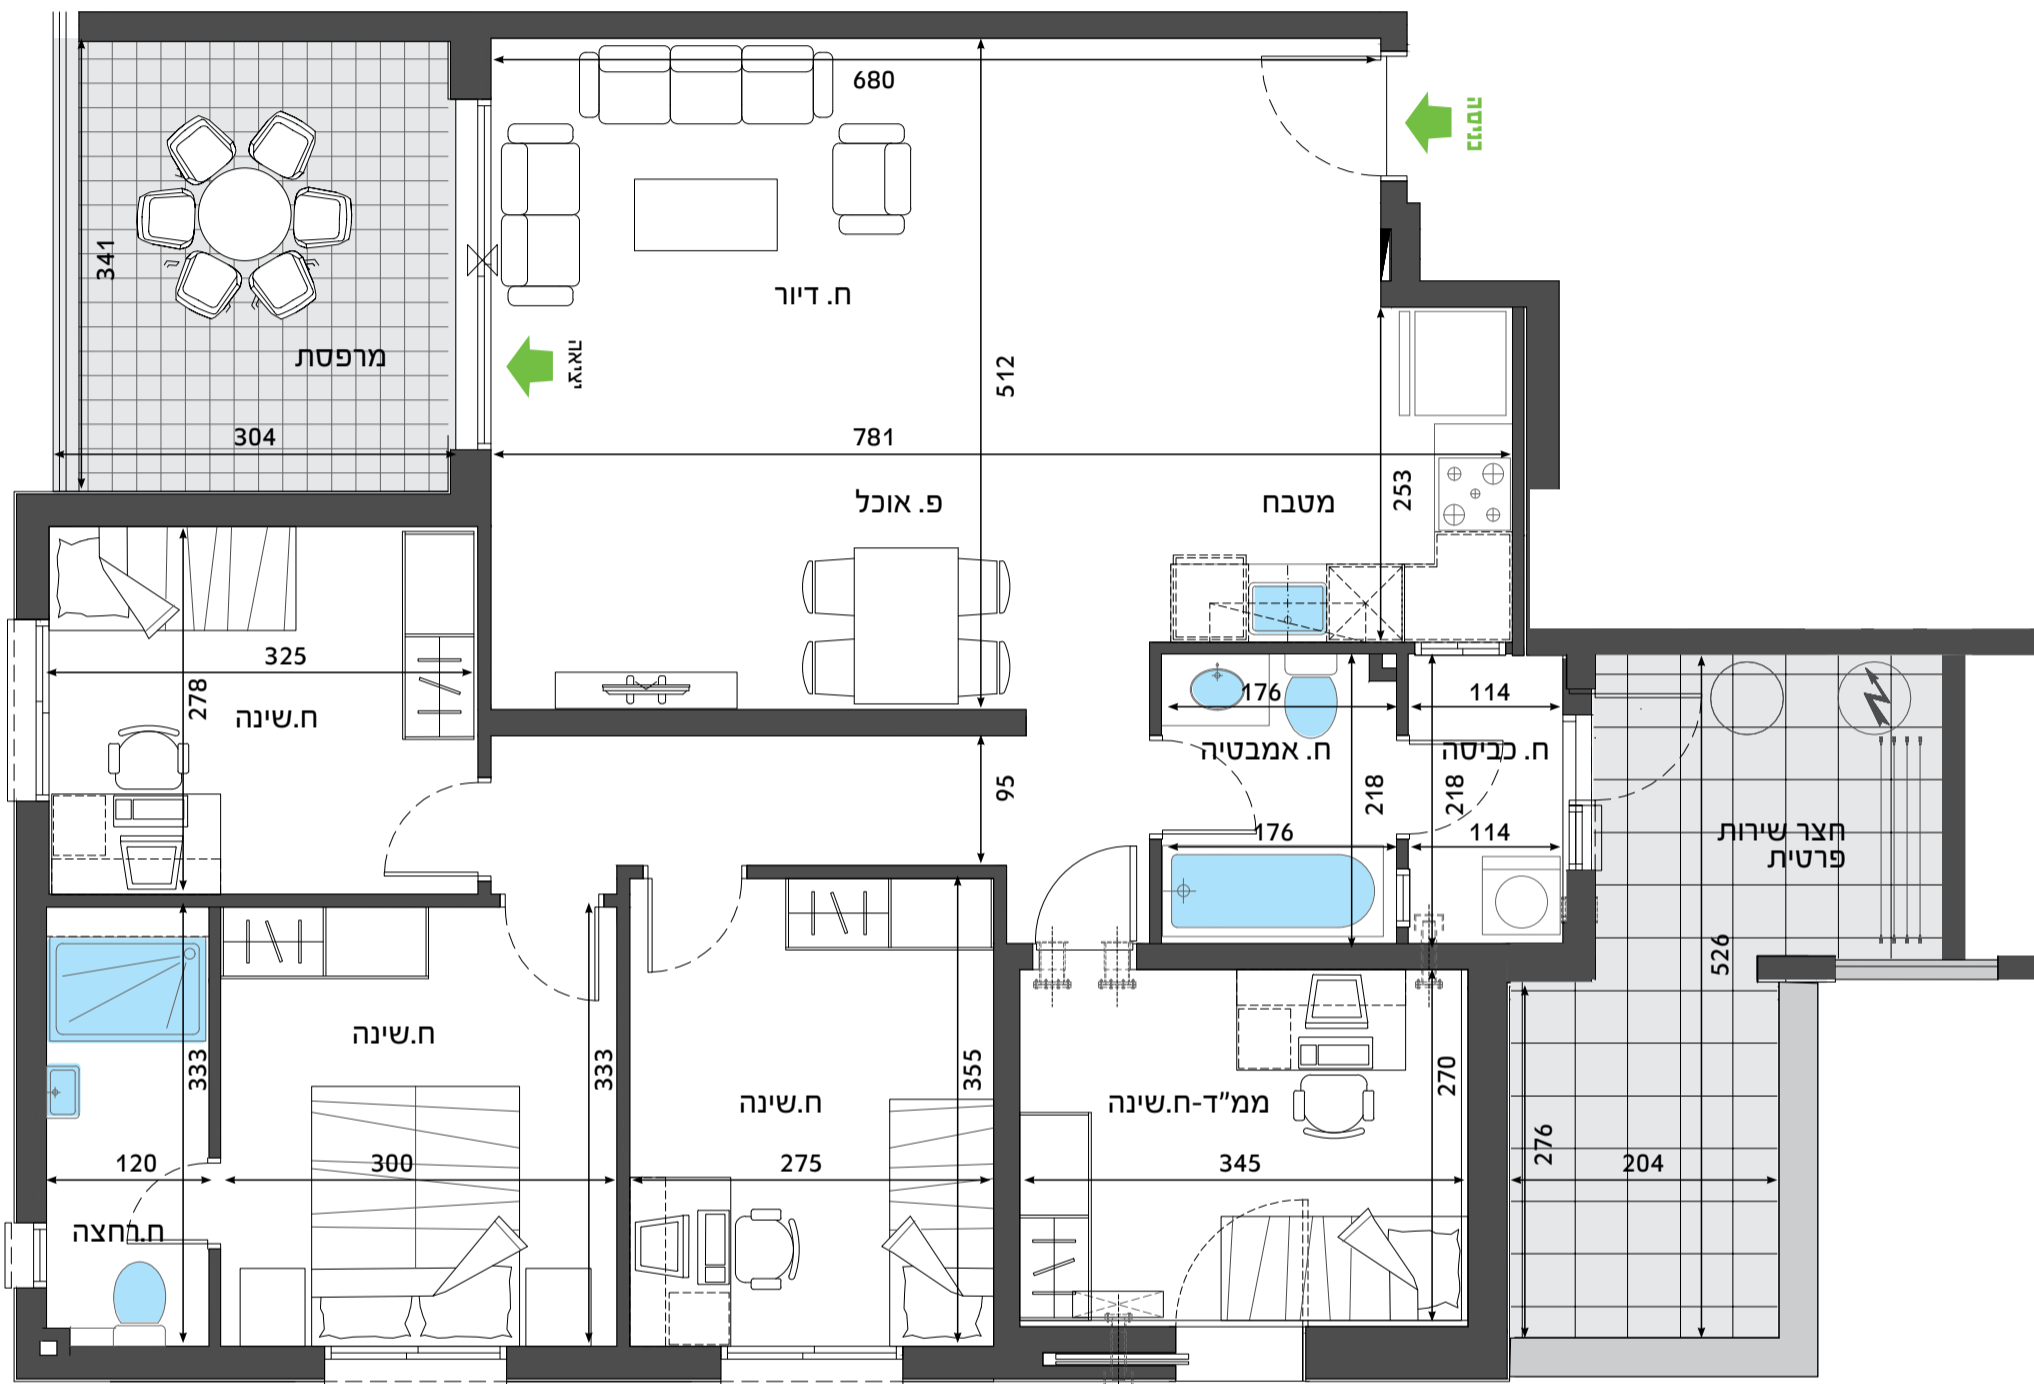 680
כניסה
341
ח. דיור
מרפסת
יציאה
512
304
781
253
פ. אוכל
מטבח
325
278
ח.שינה
176
114
ח. אמבטיה
ח. כביסה
95
218
218
176
114
חצר שירות
פרטית
526
333
ח.שינה
333
355
ח.שינה
ממ"ד-ח.שינה
270
276
120
300
275
345
204
ח.רחצה